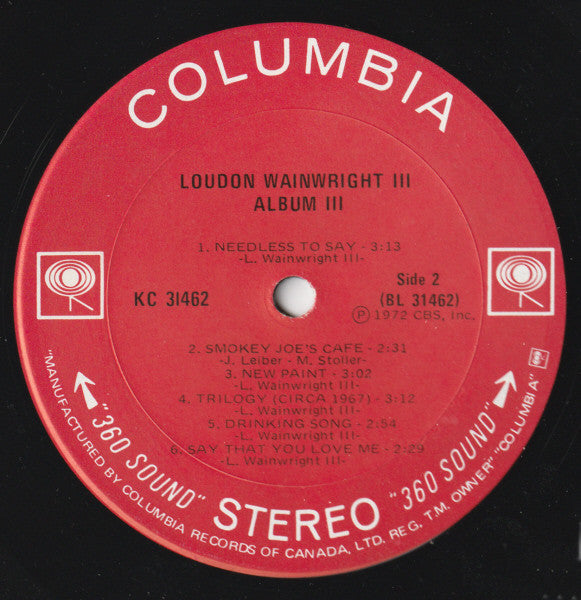 COLUMBIA
LOUDON WAINWRIGHT III
ALBUM III
1. NEEDLESS TO SAY - 3:13
-L. Wainwright III-
KC 31462
Side 2
(BL 31462)
Ⓟ 1972 CBS, Inc.
2. SMOKEY JOE'S CAFE - 2:31
-J. Leiber - M. Stoller-
3. NEW PAINT - 3:02
-L. Wainwright III-
4. TRILOGY (CIRCA 1967) - 3:12
-L. Wainwright III-
5. DRINKING SONG - 2:54
-L. Wainwright III-
6. SAY THAT YOU LOVE ME - 2:29
-L. Wainwright III-
"360 SOUND" STEREO "360 SOUND"
"MANUFACTURED BY COLUMBIA RECORDS OF CANADA, LTD. REG. T.M. OWNER" "COLUMBIA"